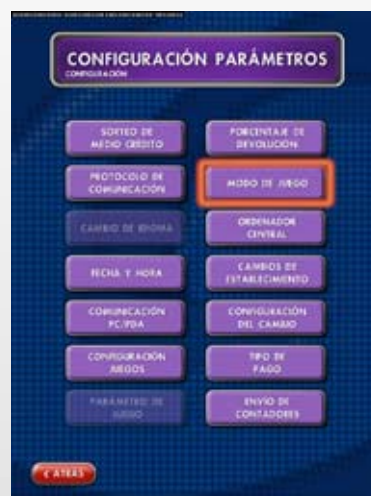 CONFIGURACIÓN PARÁMETROS
CONFIGURACIÓN
SORTEO DE
MEDIO CRÉDITO
PORCENTAJE DE
DEVOLUCIÓN
PROTOCOLO DE
COMUNICACIÓN
MODO DE JUEGO
CAMBIO DE IDIOMA
ORDENADOR
CENTRAL
FECHA Y HORA
CAMBIOS DE
ESTABLECIMIENTO
COMUNICACIÓN
PC/PDA
CONFIGURACIÓN
DEL CAMBIO
CONFIGURACIÓN
JUEGOS
TIPO DE
PAGO
PARÁMETRO DE
JUEGO
ENVÍO DE
CONTADORES
< ATRÁS